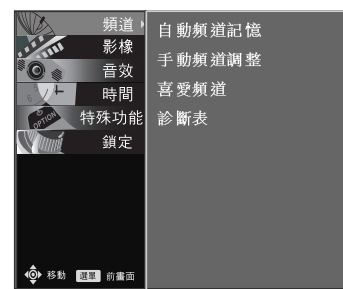 頻道
影像
音效
時間
OPTION
特殊功能
鎖定
自動頻道記憶
手動頻道調整
喜愛頻道
診斷表
移動 選單 前畫面